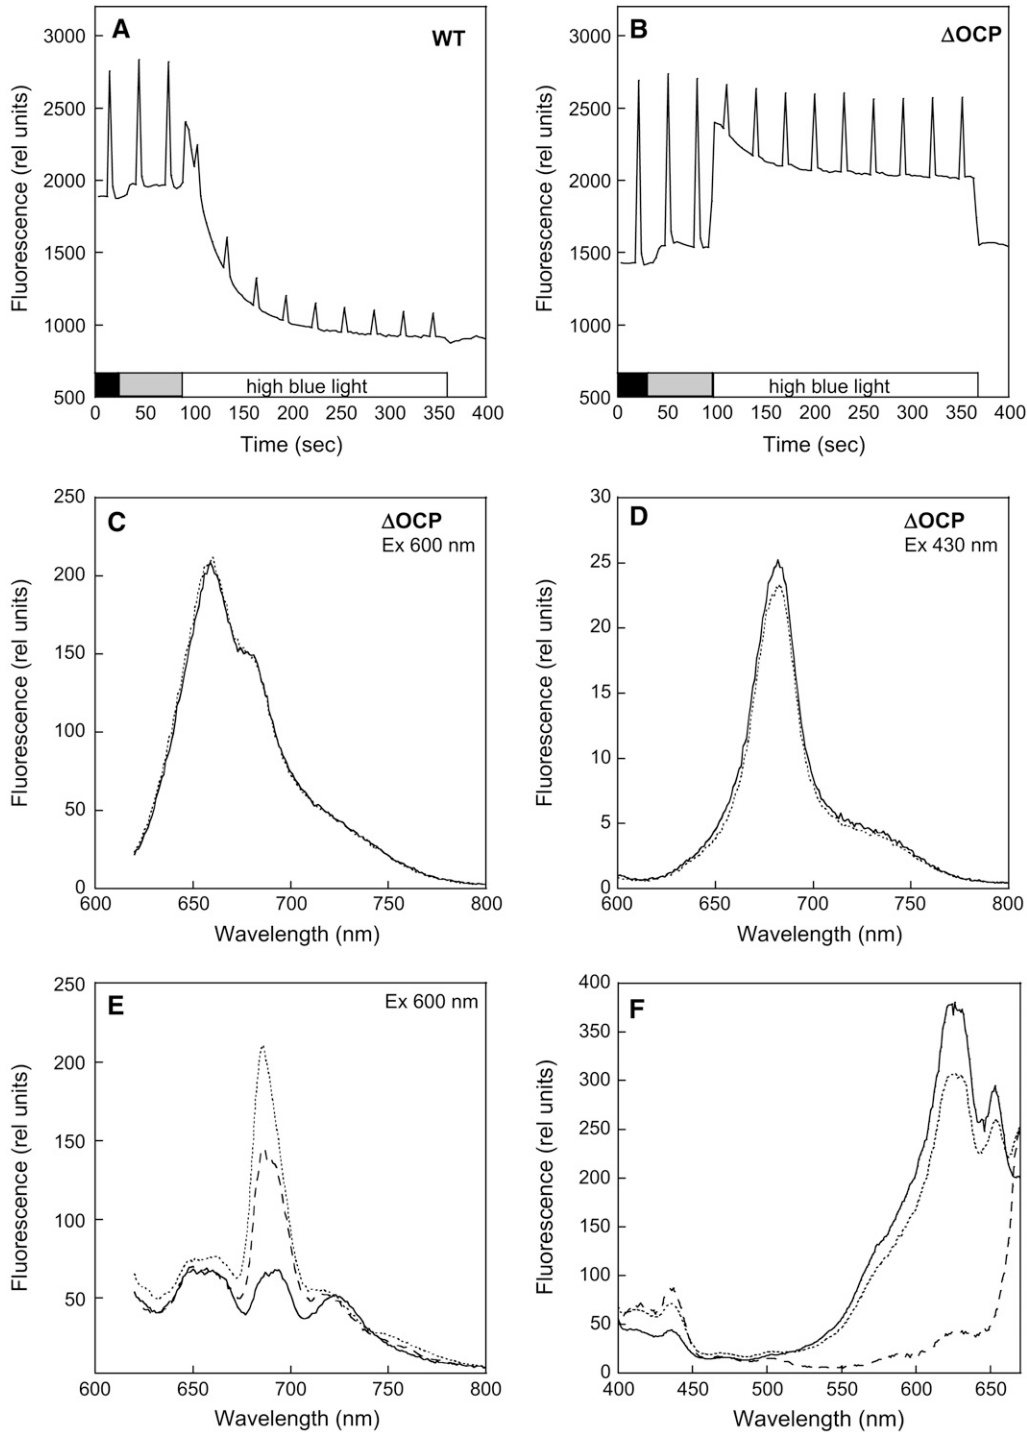 A
WT
3000
2500
2000
1500
1000
500
Fluorescence (rel units)
high blue light
0 50 100 150 200 250 300 350 400
Time (sec)
B
ΔOCP
3000
2500
2000
1500
1000
500
Fluorescence (rel units)
high blue light
0 50 100 150 200 250 300 350 400
Time (sec)
C
ΔOCP
Ex 600 nm
250
200
150
100
50
0
Fluorescence (rel units)
600 650 700 750 800
Wavelength (nm)
D
ΔOCP
Ex 430 nm
30
25
20
15
10
5
0
Fluorescence (rel units)
600 650 700 750 800
Wavelength (nm)
E
Ex 600 nm
250
200
150
100
50
Fluorescence (rel units)
600 650 700 750 800
Wavelength (nm)
F
400
350
300
250
200
150
100
50
0
Fluorescence (rel units)
400 450 500 550 600 650
Wavelength (nm)